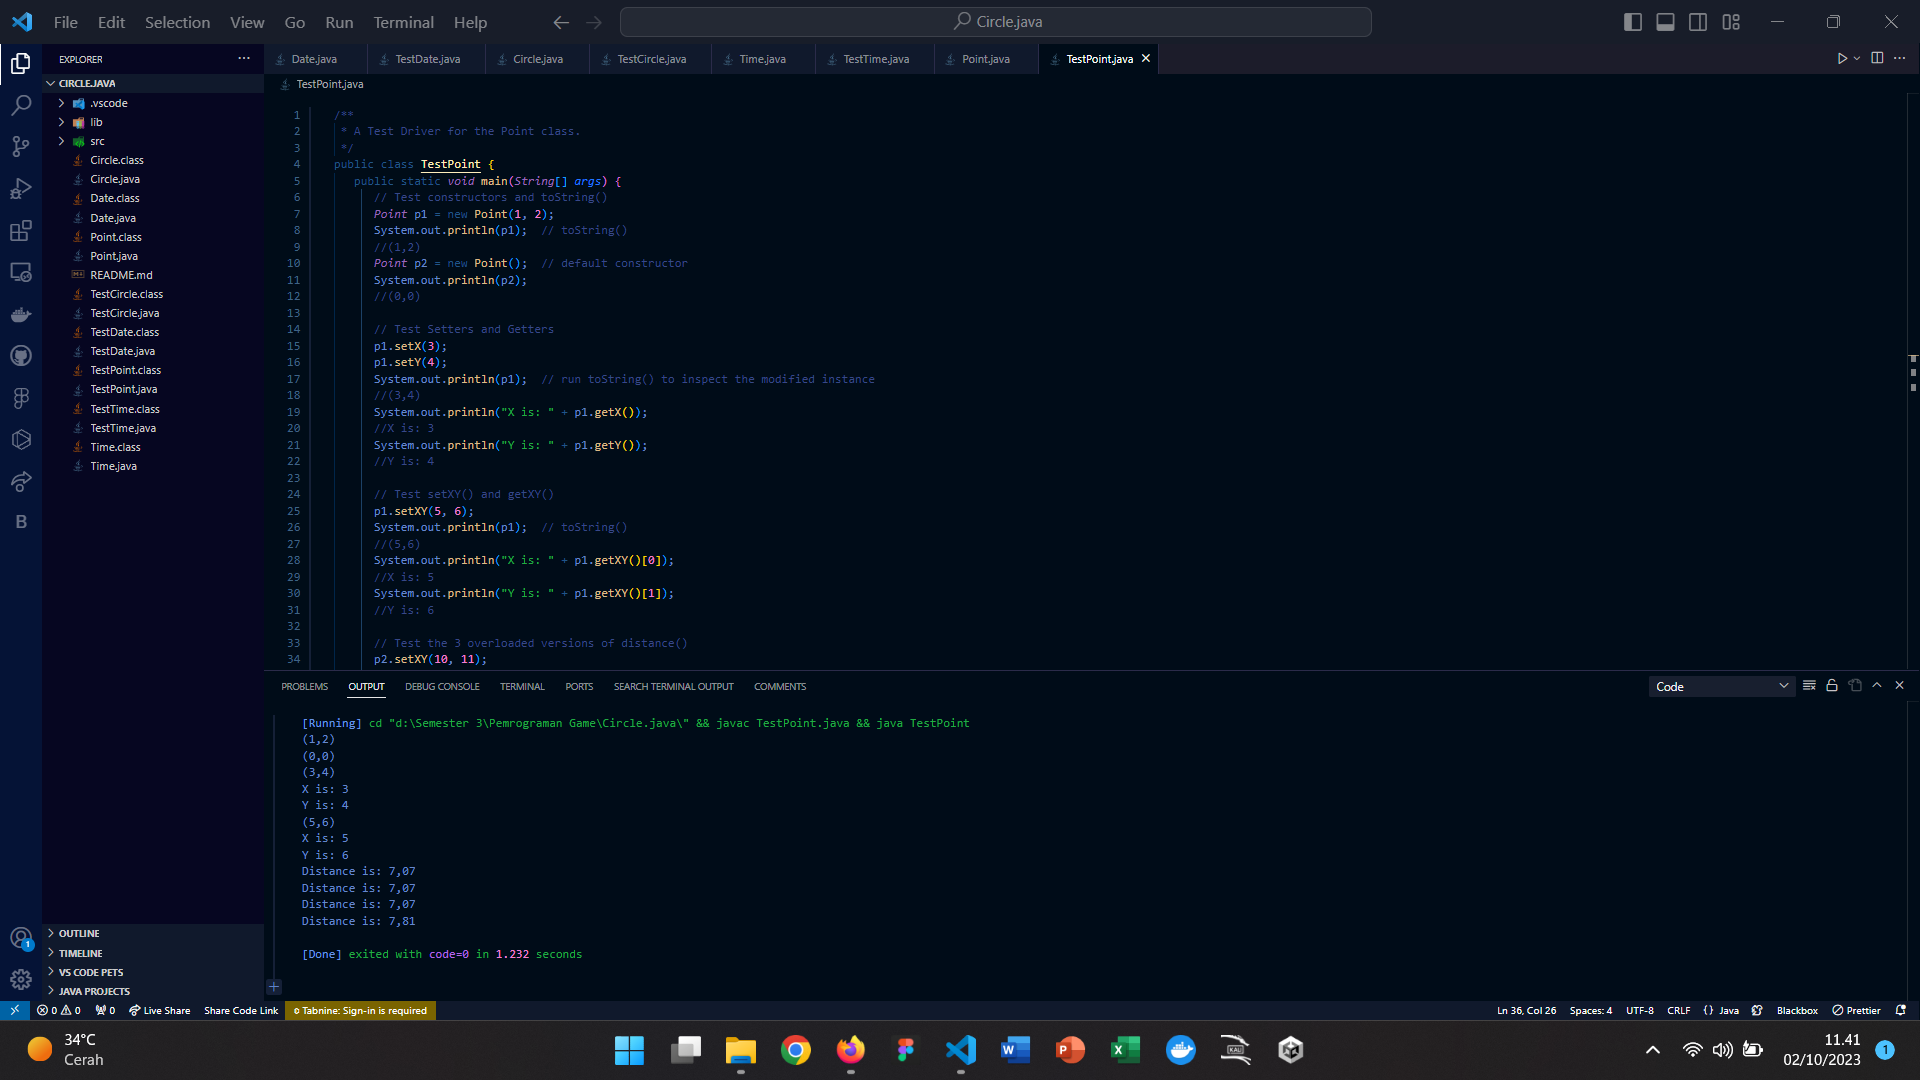 File Edit Selection View Go Run Terminal Help
Circle.java
EXPLORER
CIRCLE.JAVA
.vscode
lib
src
Circle.class
Circle.java
Date.class
Date.java
Point.class
Point.java
README.md
TestCircle.class
TestCircle.java
TestDate.class
TestDate.java
TestPoint.class
TestPoint.java
TestTime.class
TestTime.java
Time.class
Time.java
OUTLINE
TIMELINE
VS CODE PETS
JAVA PROJECTS
Date.java TestDate.java Circle.java TestCircle.java Time.java TestTime.java Point.java TestPoint.java
TestPoint.java
1 /**
2 * A Test Driver for the Point class.
3 */
4 public class TestPoint {
5 public static void main(String[] args) {
6 // Test constructors and toString()
7 Point p1 = new Point(1, 2);
8 System.out.println(p1); // toString()
9 //(1,2)
10 Point p2 = new Point(); // default constructor
11 System.out.println(p2);
12 //(0,0)
13
14 // Test Setters and Getters
15 p1.setX(3);
16 p1.setY(4);
17 System.out.println(p1); // run toString() to inspect the modified instance
18 //(3,4)
19 System.out.println("X is: " + p1.getX());
20 //X is: 3
21 System.out.println("Y is: " + p1.getY());
22 //Y is: 4
23
24 // Test setXY() and getXY()
25 p1.setXY(5, 6);
26 System.out.println(p1); // toString()
27 //(5,6)
28 System.out.println("X is: " + p1.getXY()[0]);
29 //X is: 5
30 System.out.println("Y is: " + p1.getXY()[1]);
31 //Y is: 6
32
33 // Test the 3 overloaded versions of distance()
34 p2.setXY(10, 11);
PROBLEMS OUTPUT DEBUG CONSOLE TERMINAL PORTS SEARCH TERMINAL OUTPUT COMMENTS
Code
[Running] cd "d:\Semester 3\Pemrograman Game\Circle.java\" && javac TestPoint.java && java TestPoint
(1,2)
(0,0)
(3,4)
X is: 3
Y is: 4
(5,6)
X is: 5
Y is: 6
Distance is: 7,07
Distance is: 7,07
Distance is: 7,07
Distance is: 7,81
[Done] exited with code=0 in 1.232 seconds
B
1
0 0 0 Live Share Share Code Link Tabnine: Sign-in is required
Ln 36, Col 26 Spaces: 4 UTF-8 CRLF {} Java Blackbox Prettier
34°C
Cerah
11.41
02/10/2023
1